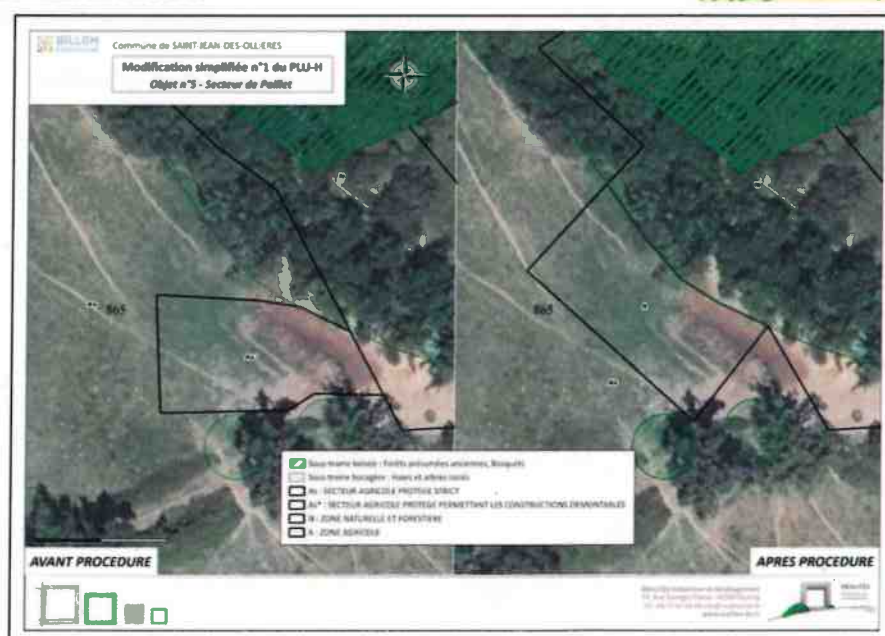 BILLOM
Commune de SAINT-JEAN-DES-OLLIERES
Modification simplifiée n°1 du PLU-H
Objet n°5 - Secteur de Paillet
865
865
Sous-trame boisée : Forêts présumées anciennes, Bosquets
Sous-trame bocagère : Haies et arbres isolés
As : SECTEUR AGRICOLE PROTEGE STRICT
As* : SECTEUR AGRICOLE PROTEGE PERMETTANT LES CONSTRUCTIONS DEMONTABLES
N : ZONE NATURELLE ET FORESTIERE
A : ZONE AGRICOLE
AVANT PROCEDURE
APRES PROCEDURE